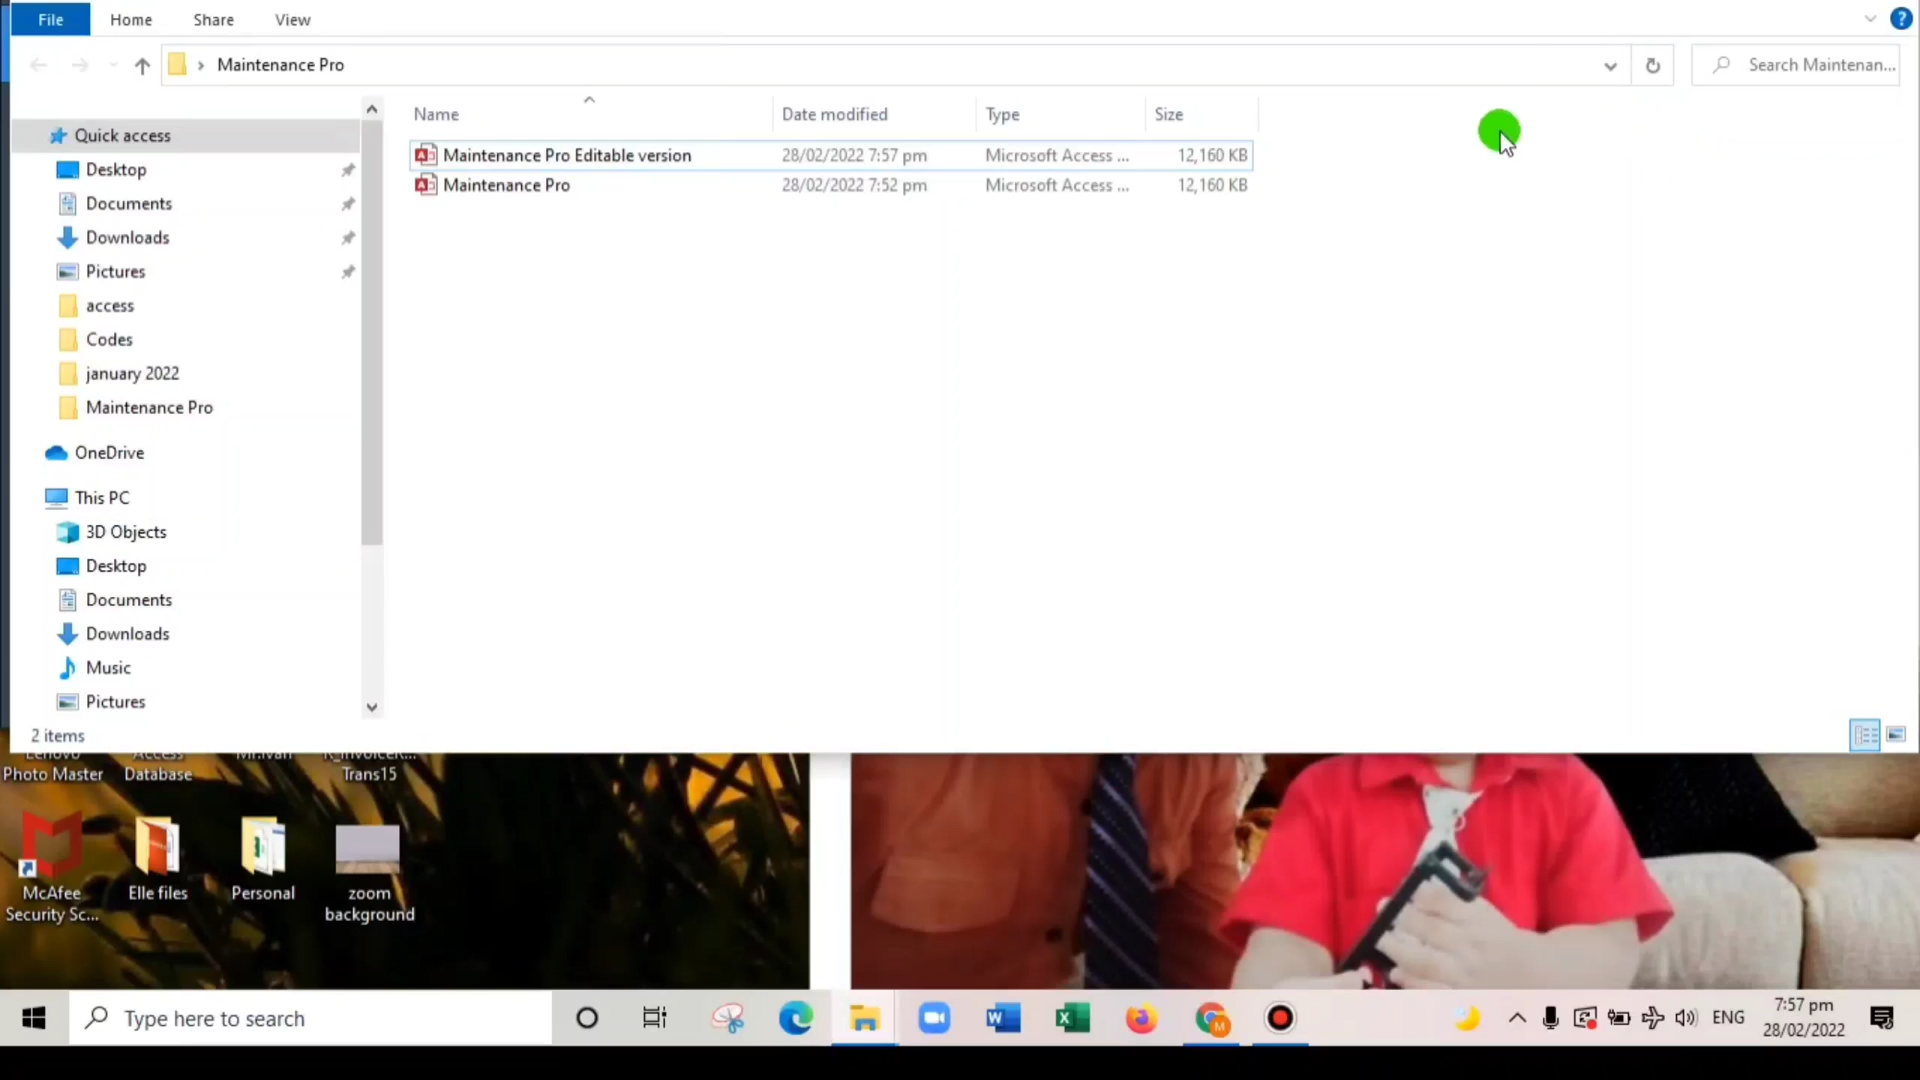 File Home Share View
Maintenance Pro
Search Maintenan...
Name Date modified Type Size
Maintenance Pro Editable version 28/02/2022 7:57 pm Microsoft Access ... 12,160 KB
Maintenance Pro 28/02/2022 7:52 pm Microsoft Access ... 12,160 KB
Quick access
Desktop
Documents
Downloads
Pictures
access
Codes
january 2022
Maintenance Pro
OneDrive
This PC
3D Objects
Desktop
Documents
Downloads
Music
Pictures
2 items
Lenovo
Photo Master
Access
Database
Mr.Ivan
Trans15
McAfee
Security Sc...
Elle files
Personal
zoom
background
Type here to search
ENG
7:57 pm
28/02/2022